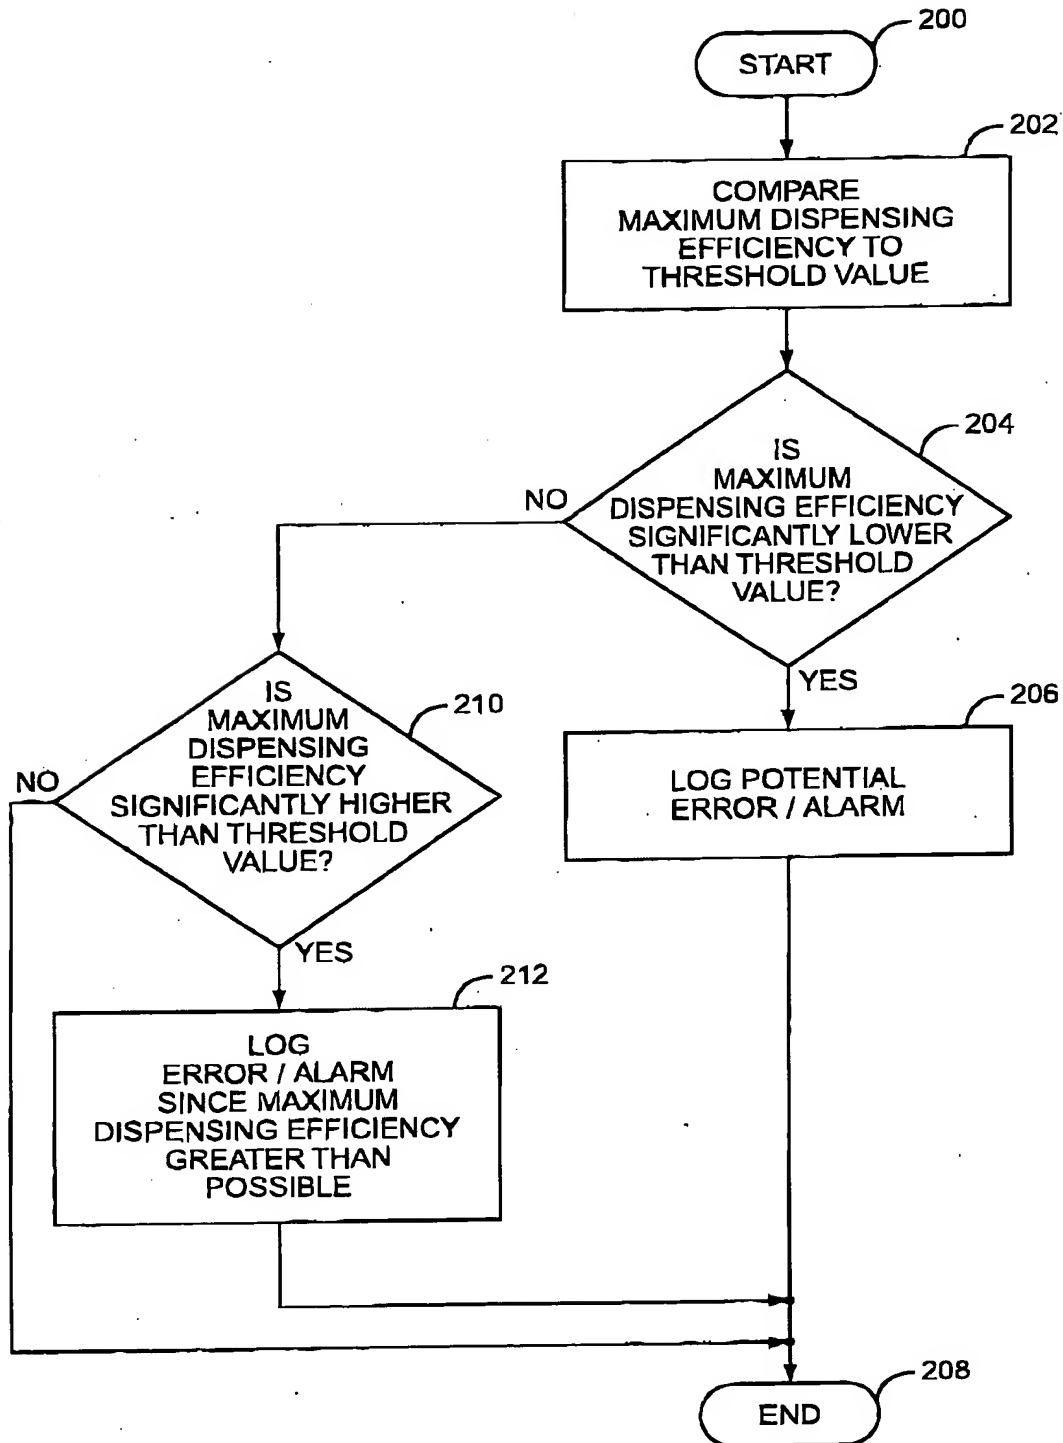 200
START
202
COMPARE
MAXIMUM DISPENSING
EFFICIENCY TO
THRESHOLD VALUE
204
IS
MAXIMUM
DISPENSING EFFICIENCY
SIGNIFICANTLY LOWER
THAN THRESHOLD
VALUE?
NO
YES
206
LOG POTENTIAL
ERROR / ALARM
210
IS
MAXIMUM
DISPENSING
EFFICIENCY
SIGNIFICANTLY HIGHER
THAN THRESHOLD
VALUE?
NO
YES
212
LOG
ERROR / ALARM
SINCE MAXIMUM
DISPENSING EFFICIENCY
GREATER THAN
POSSIBLE
208
END